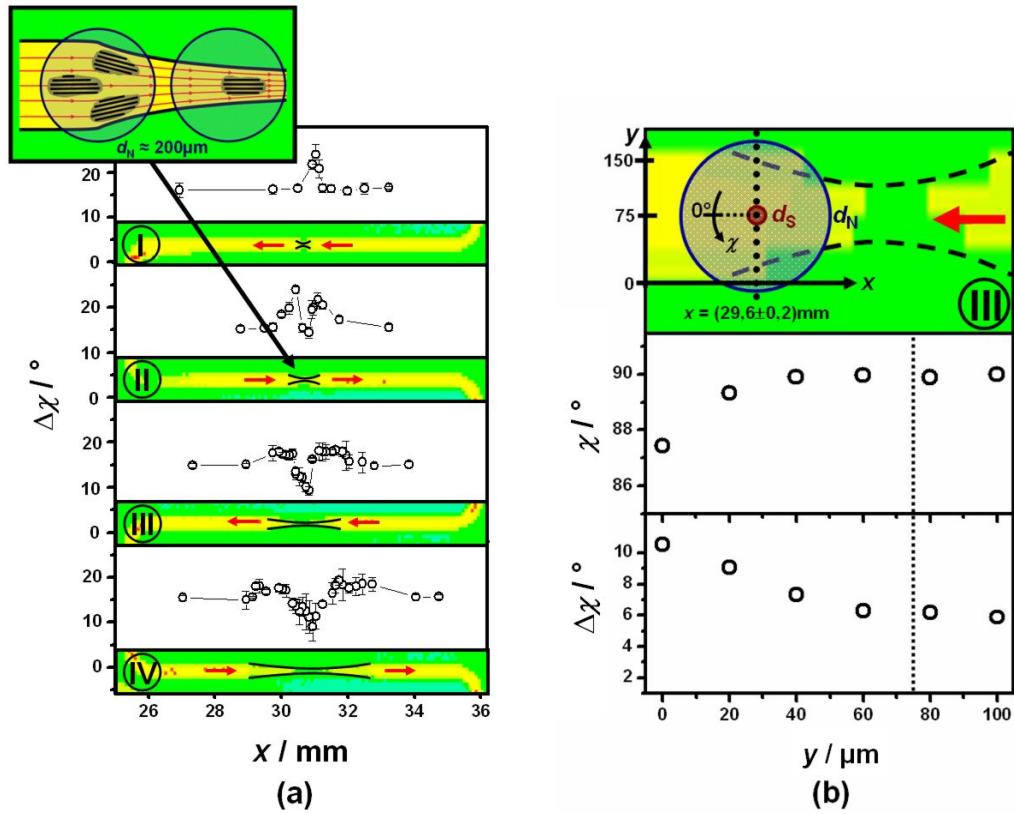 d_N ≈ 200µm
20
10
I
0
Δχ / °
20
10
II
0
20
10
III
0
20
10
IV
0
26 28 30 32 34 36
x / mm
(a)
y
150
75
0
0°
χ
d_S
d_N
x
x = (29,6±0,2)mm
III
χ / °
90
88
86
Δχ / °
10
8
6
4
2
0 20 40 60 80 100
y / µm
(b)